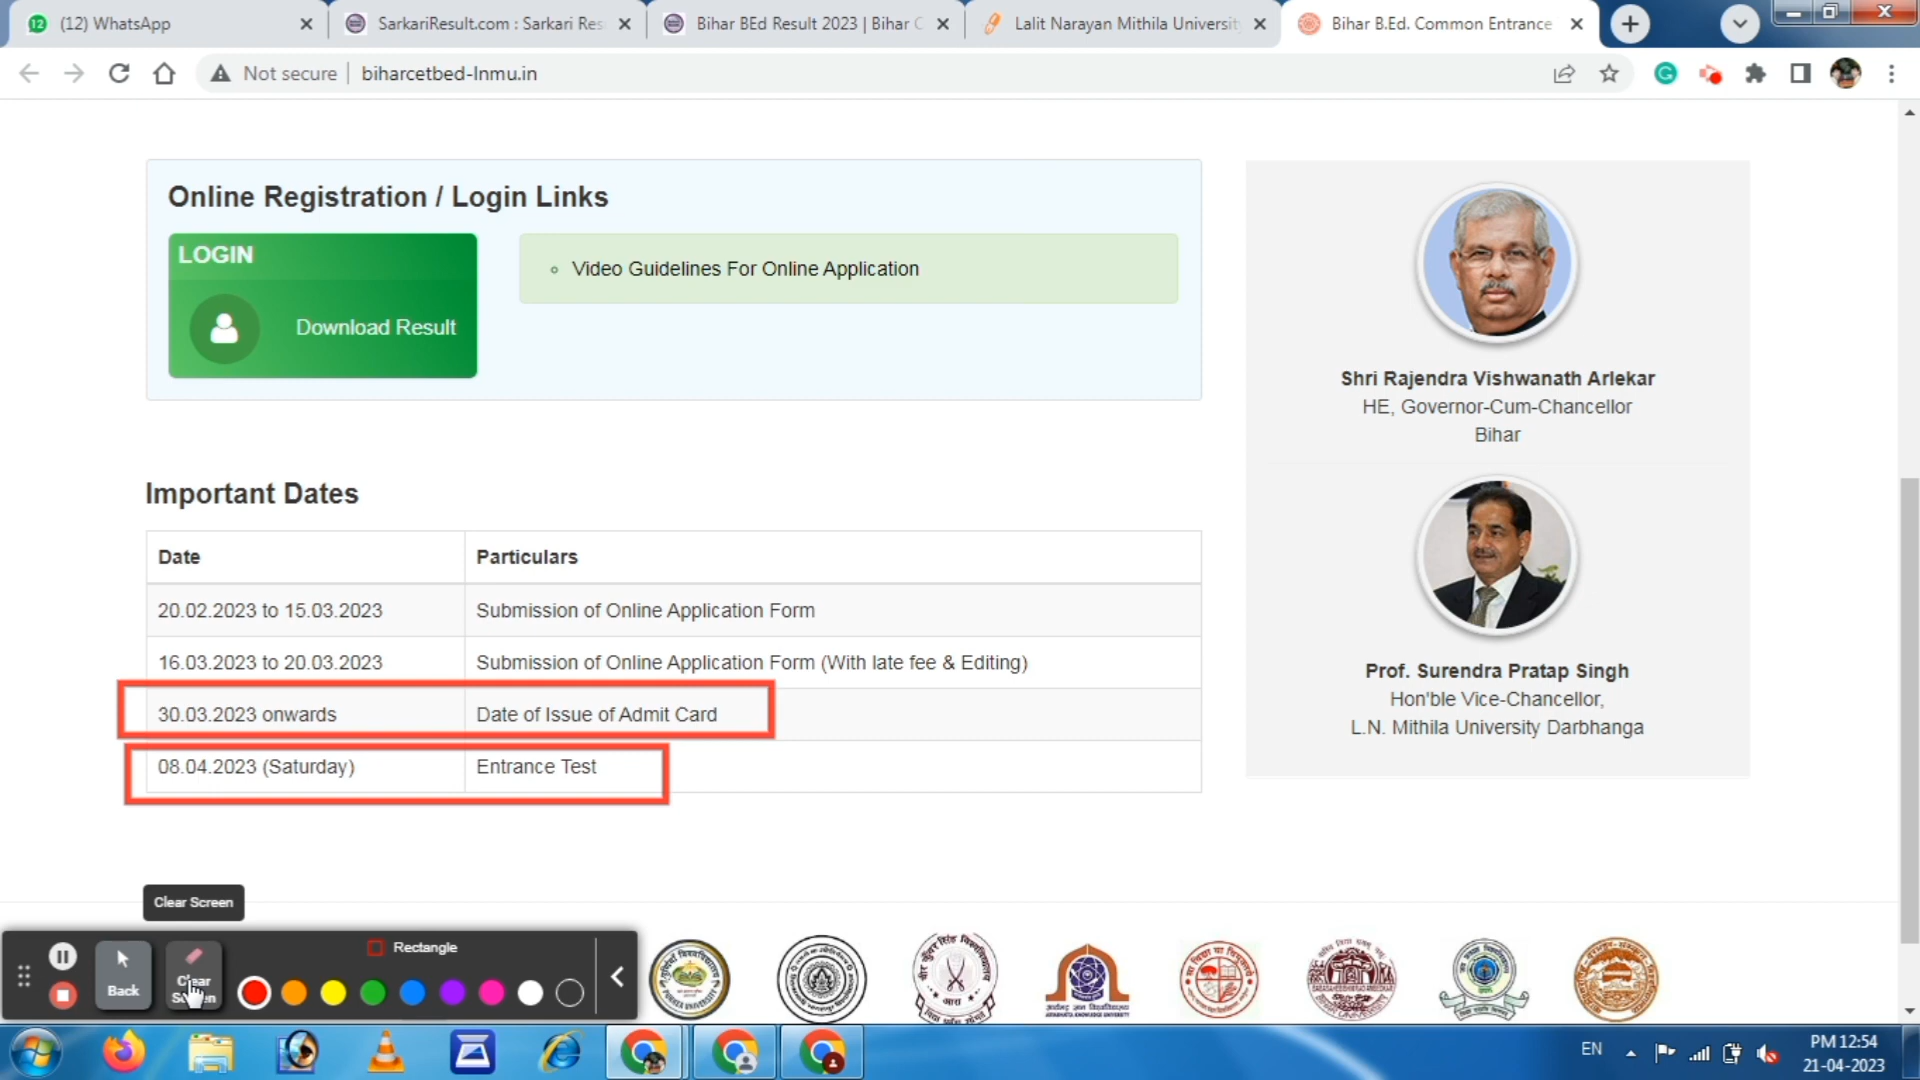 (12) WhatsApp
SarkariResult.com : Sarkari Res
Bihar BEd Result 2023 | Bihar C
Lalit Narayan Mithila University
Bihar B.Ed. Common Entrance
Not secure
biharcetbed-lnmu.in
Online Registration / Login Links
LOGIN
Download Result
Video Guidelines For Online Application
Shri Rajendra Vishwanath Arlekar
HE, Governor-Cum-Chancellor
Bihar
Important Dates
Date Particulars
20.02.2023 to 15.03.2023 Submission of Online Application Form
16.03.2023 to 20.03.2023 Submission of Online Application Form (With late fee & Editing)
30.03.2023 onwards Date of Issue of Admit Card
08.04.2023 (Saturday) Entrance Test
Prof. Surendra Pratap Singh
Hon'ble Vice-Chancellor,
L.N. Mithila University Darbhanga
Clear Screen
Rectangle
Back
Clear
Screen
EN
PM 12:54
21-04-2023